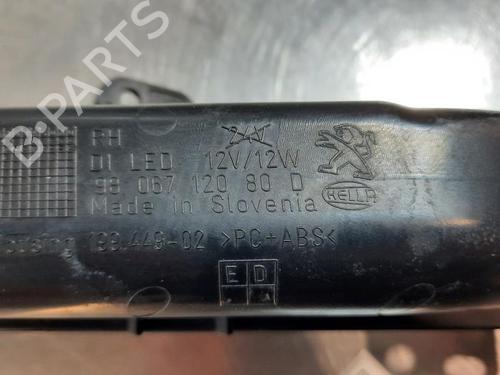 B-PARTS
RH
24V
DI LED 12V/12W
98 067 120 80 D
Made in Slovenia
HELLA
199.449-02 >PC+ABS<
E D